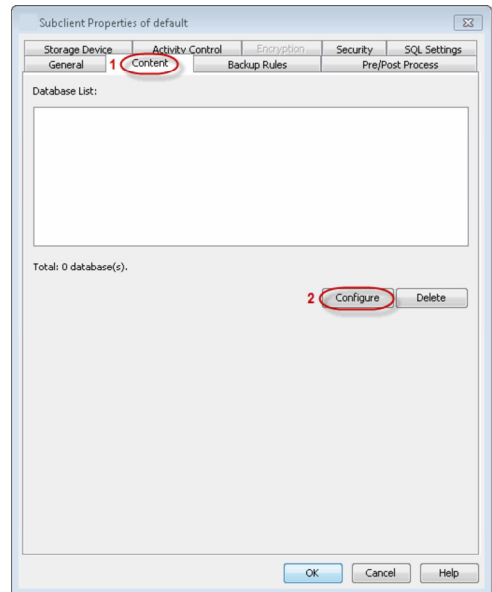 Subclient Properties of default
Storage Device Activity Control Encryption Security SQL Settings
General 1 Content Backup Rules Pre/Post Process
Database List:
Total: 0 database(s).
2 Configure Delete
OK Cancel Help